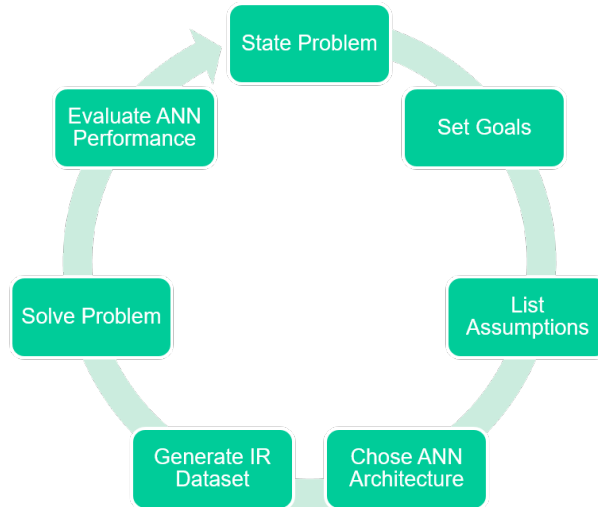 State Problem
Set Goals
List
Assumptions
Chose ANN
Architecture
Generate IR
Dataset
Solve Problem
Evaluate ANN
Performance